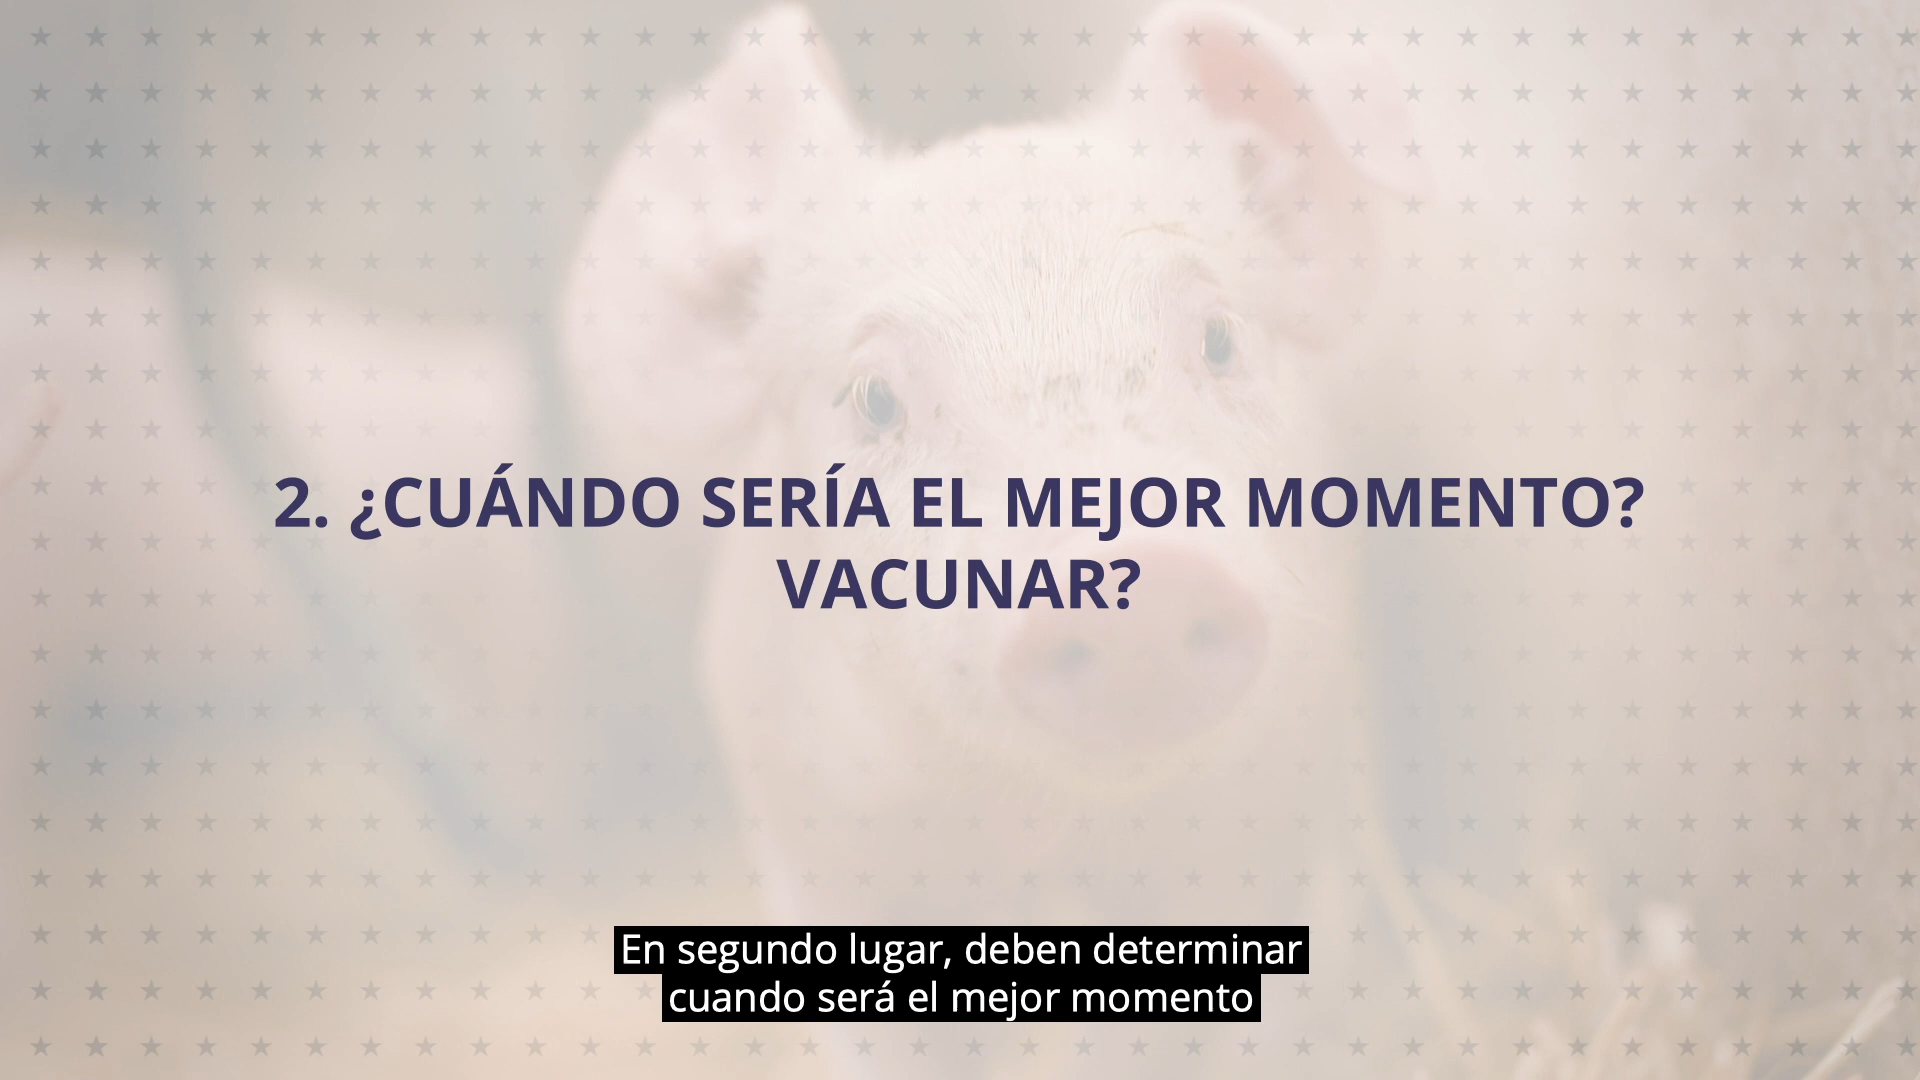 2. ¿CUÁNDO SERÍA EL MEJOR MOMENTO?
VACUNAR?
En segundo lugar, deben determinar
cuando será el mejor momento